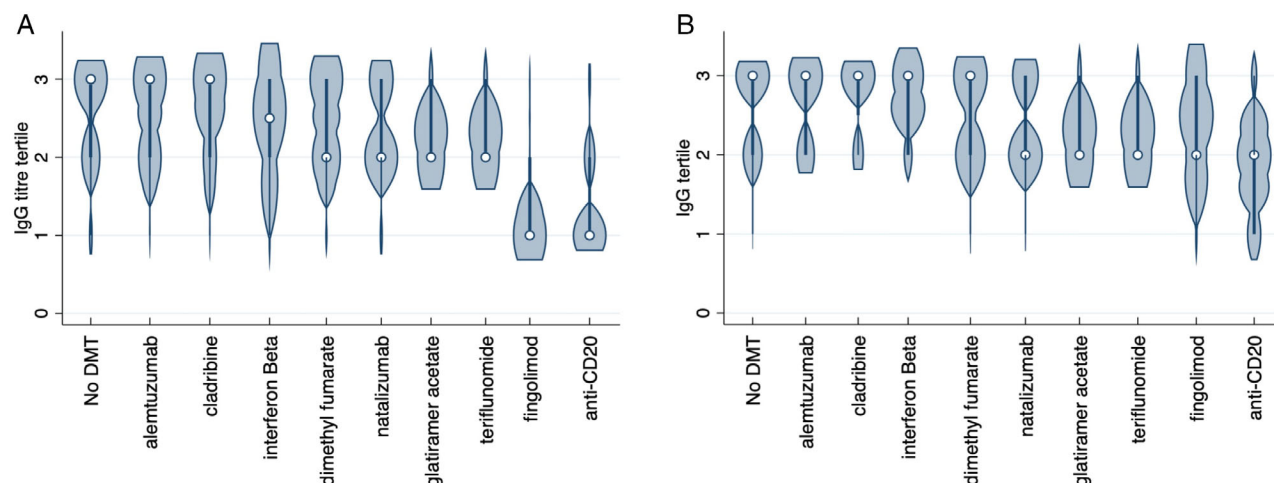 A
IgG titre tertile
3
2
1
0
No DMT
alemtuzumab
cladribine
interferon Beta
dimethyl fumarate
natalizumab
glatiramer acetate
teriflunomide
fingolimod
anti-CD20
B
IgG tertile
3
2
1
0
No DMT
alemtuzumab
cladribine
interferon Beta
dimethyl fumarate
natalizumab
glatiramer acetate
teriflunomide
fingolimod
anti-CD20